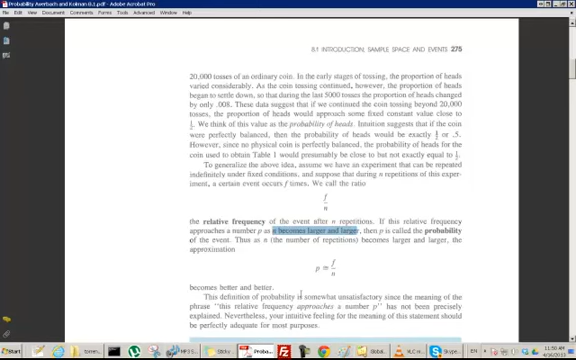 Probability Averbach and Kolman 8.1.pdf - Adobe Acrobat Pro
File Edit View Document Comments Forms Tools Advanced Window Help
8.1 INTRODUCTION, SAMPLE SPACE AND EVENTS 275
20,000 tosses of an ordinary coin. In the early stages of tossing, the proportion of heads
varied considerably. As the coin tossing continued, however, the proportion of heads
began to settle down, so that during the last 5000 tosses the proportion of heads changed
by only .008. These data suggest that if we continued the coin tossing beyond 20,000
tosses, the proportion of heads would approach some fixed constant value close to
½. We think of this value as the probability of heads. Intuition suggests that if the coin
were perfectly balanced, then the probability of heads would be exactly ½ or .5.
However, since no physical coin is perfectly balanced, the probability of heads for the
coin used to obtain Table 1 would presumably be close to but not exactly equal to ½.
To generalize the above idea, assume we have an experiment that can be repeated
indefinitely under fixed conditions, and suppose that during n repetitions of this exper-
iment, a certain event occurs f times. We call the ratio
f
n
the relative frequency of the event after n repetitions. If this relative frequency
approaches a number p as n becomes larger and larger, then p is called the probability
of the event. Thus as n (the number of repetitions) becomes larger and larger, the
approximation
p ≈ f
n
becomes better and better.
This definition of probability is somewhat unsatisfactory since the meaning of the
phrase "this relative frequency approaches a number p" has not been precisely
explained. Nevertheless, your intuitive feeling for the meaning of this statement should
be perfectly adequate for most purposes.
Start
Proba...
Skype
11:50 AM